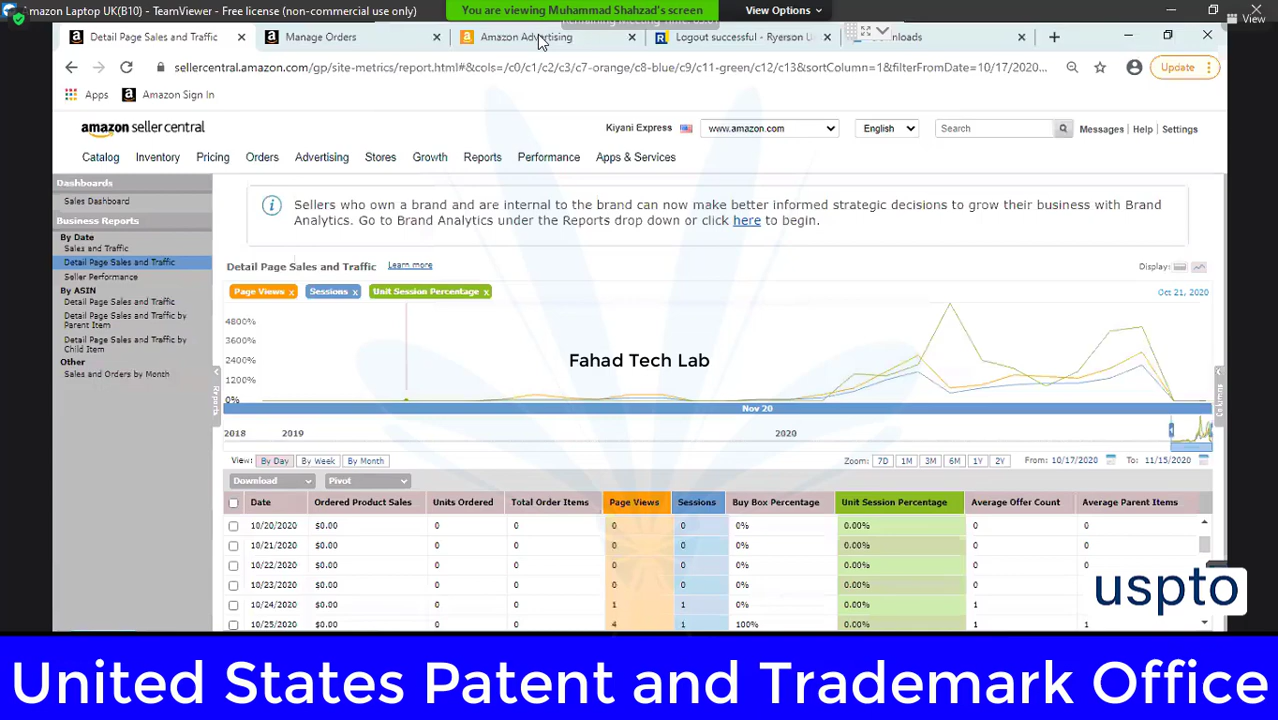 Amazon Laptop UK(B10) - TeamViewer - Free license (non-commercial use only)
You are viewing Muhammad Shahzad's screen
View Options
View
Detail Page Sales and Traffic
Manage Orders
Amazon Advertising
Logout successful - Ryerson U
sellercentral.amazon.com/gp/site-metrics/report.html#&cols=/c0/c1/c2/c3/c7-orange/c8-blue/c9/c11-green/c12/c13&sortColumn=1&filterFromDate=10/17/2020...
Update
Apps
Amazon Sign In
amazon seller central
Kiyani Express
www.amazon.com
English
Search
Messages | Help | Settings
Catalog Inventory Pricing Orders Advertising Stores Growth Reports Performance Apps & Services
Dashboards
Sales Dashboard
Business Reports
By Date
Sales and Traffic
Detail Page Sales and Traffic
Seller Performance
By ASIN
Detail Page Sales and Traffic
Detail Page Sales and Traffic by
Parent Item
Detail Page Sales and Traffic by
Child Item
Other
Sales and Orders by Month
Sellers who own a brand and are internal to the brand can now make better informed strategic decisions to grow their business with Brand
Analytics. Go to Brand Analytics under the Reports drop down or click here to begin.
Detail Page Sales and Traffic Learn more
Display:
Page Views x Sessions x Unit Session Percentage x
Oct 21, 2020
4800%
3600%
2400%
1200%
0%
Fahad Tech Lab
Reports
Columns
Nov 20
2018 2019 2020
View: By Day By Week By Month
Zoom: 7D 1M 3M 6M 1Y 2Y From: 10/17/2020 To: 11/15/2020
Download Pivot
Date Ordered Product Sales Units Ordered Total Order Items Page Views Sessions Buy Box Percentage Unit Session Percentage Average Offer Count Average Parent Items
10/20/2020 $0.00 0 0 0 0 0% 0.00% 0 0
10/21/2020 $0.00 0 0 0 0 0% 0.00% 0 0
10/22/2020 $0.00 0 0 0 0 0% 0.00% 0 0
10/23/2020 $0.00 0 0 0 0 0% 0.00% 0 0
10/24/2020 $0.00 0 0 1 1 0% 0.00% 1
10/25/2020 $0.00 0 0 4 1 100% 0.00% 1 1
uspto
United States Patent and Trademark Office